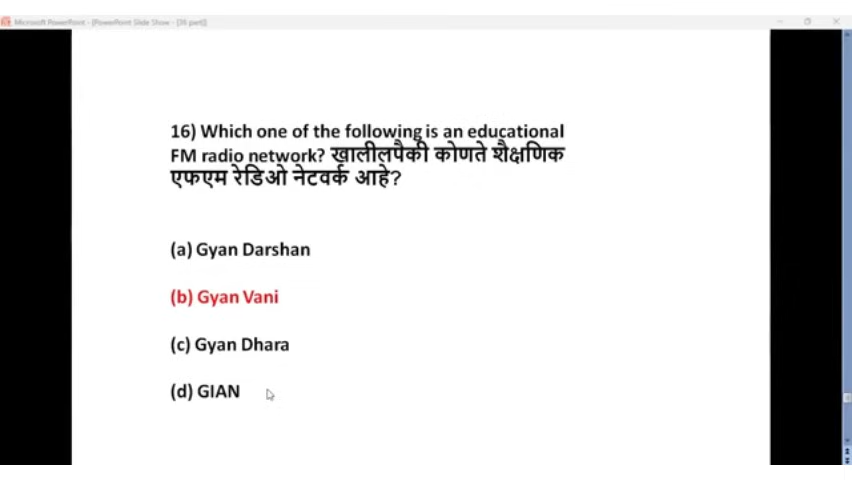 Microsoft PowerPoint - [PowerPoint Slide Show - [36 part]]
16) Which one of the following is an educational
FM radio network? खालीलपैकी कोणते शैक्षणिक
एफएम रेडिओ नेटवर्क आहे?
(a) Gyan Darshan
(b) Gyan Vani
(c) Gyan Dhara
(d) GIAN